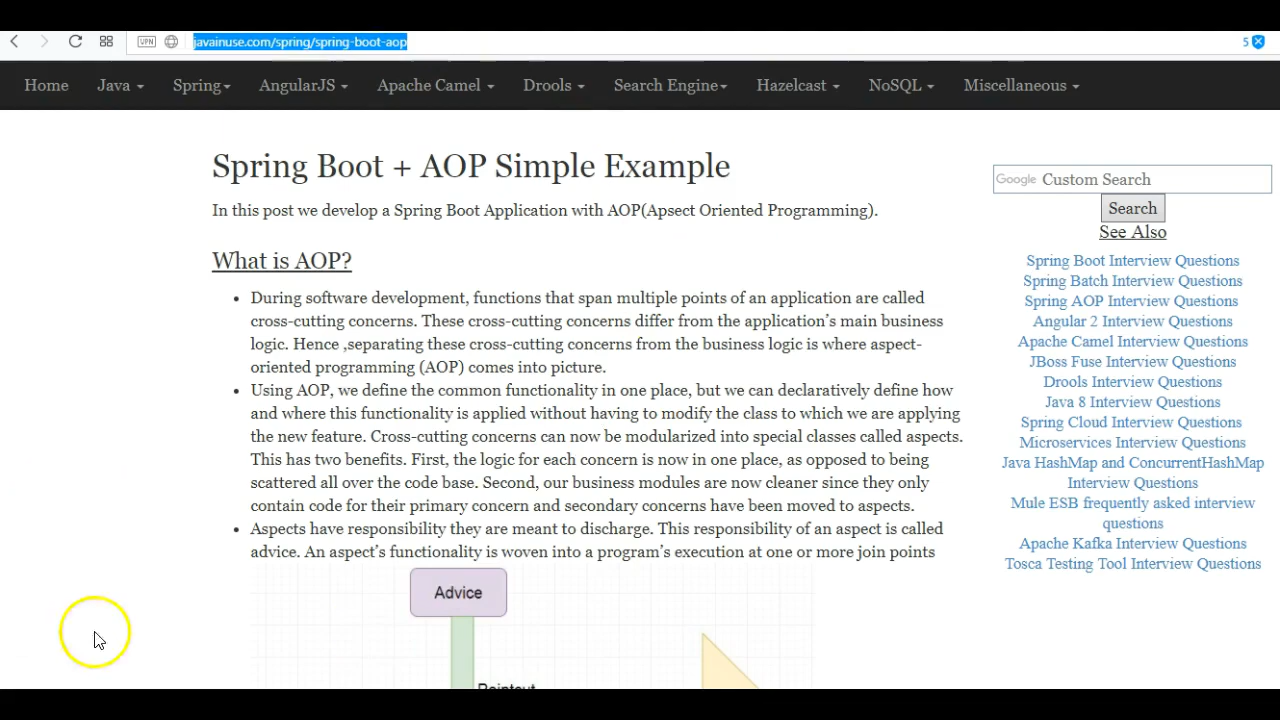 VPN
javainuse.com/spring/spring-boot-aop
5
Home Java Spring AngularJS Apache Camel Drools Search Engine Hazelcast NoSQL Miscellaneous
Spring Boot + AOP Simple Example
In this post we develop a Spring Boot Application with AOP(Apsect Oriented Programming).
What is AOP?
During software development, functions that span multiple points of an application are called
cross-cutting concerns. These cross-cutting concerns differ from the application's main business
logic. Hence ,separating these cross-cutting concerns from the business logic is where aspect-
oriented programming (AOP) comes into picture.
Using AOP, we define the common functionality in one place, but we can declaratively define how
and where this functionality is applied without having to modify the class to which we are applying
the new feature. Cross-cutting concerns can now be modularized into special classes called aspects.
This has two benefits. First, the logic for each concern is now in one place, as opposed to being
scattered all over the code base. Second, our business modules are now cleaner since they only
contain code for their primary concern and secondary concerns have been moved to aspects.
Aspects have responsibility they are meant to discharge. This responsibility of an aspect is called
advice. An aspect's functionality is woven into a program's execution at one or more join points
Advice
Google Custom Search
Search
See Also
Spring Boot Interview Questions
Spring Batch Interview Questions
Spring AOP Interview Questions
Angular 2 Interview Questions
Apache Camel Interview Questions
JBoss Fuse Interview Questions
Drools Interview Questions
Java 8 Interview Questions
Spring Cloud Interview Questions
Microservices Interview Questions
Java HashMap and ConcurrentHashMap
Interview Questions
Mule ESB frequently asked interview
questions
Apache Kafka Interview Questions
Tosca Testing Tool Interview Questions